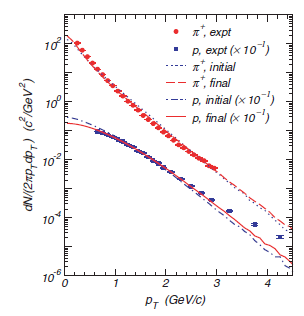 π⁺, expt
p, expt (×10⁻¹)
π⁺, initial
π⁺, final
p, initial (×10⁻¹)
p, final (×10⁻¹)
dN/(2πp_T dp_T) (c²/GeV²)
10²
10⁰
10⁻²
10⁻⁴
10⁻⁶
0 1 2 3 4
p_T (GeV/c)